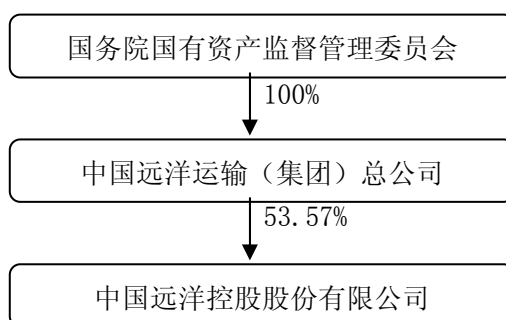 国务院国有资产监督管理委员会
100%
中国远洋运输（集团）总公司
53.57%
中国远洋控股股份有限公司